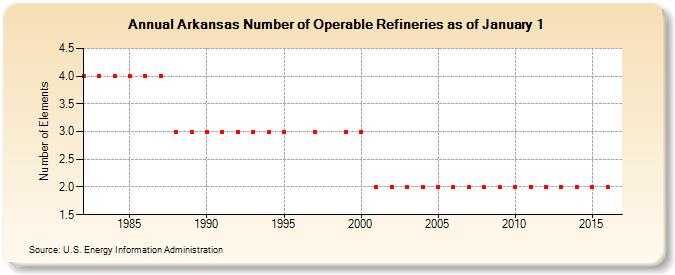 Annual Arkansas Number of Operable Refineries as of January 1
Number of Elements
4.5
4.0
3.5
3.0
2.5
2.0
1.5
1985 1990 1995 2000 2005 2010 2015
Source: U.S. Energy Information Administration